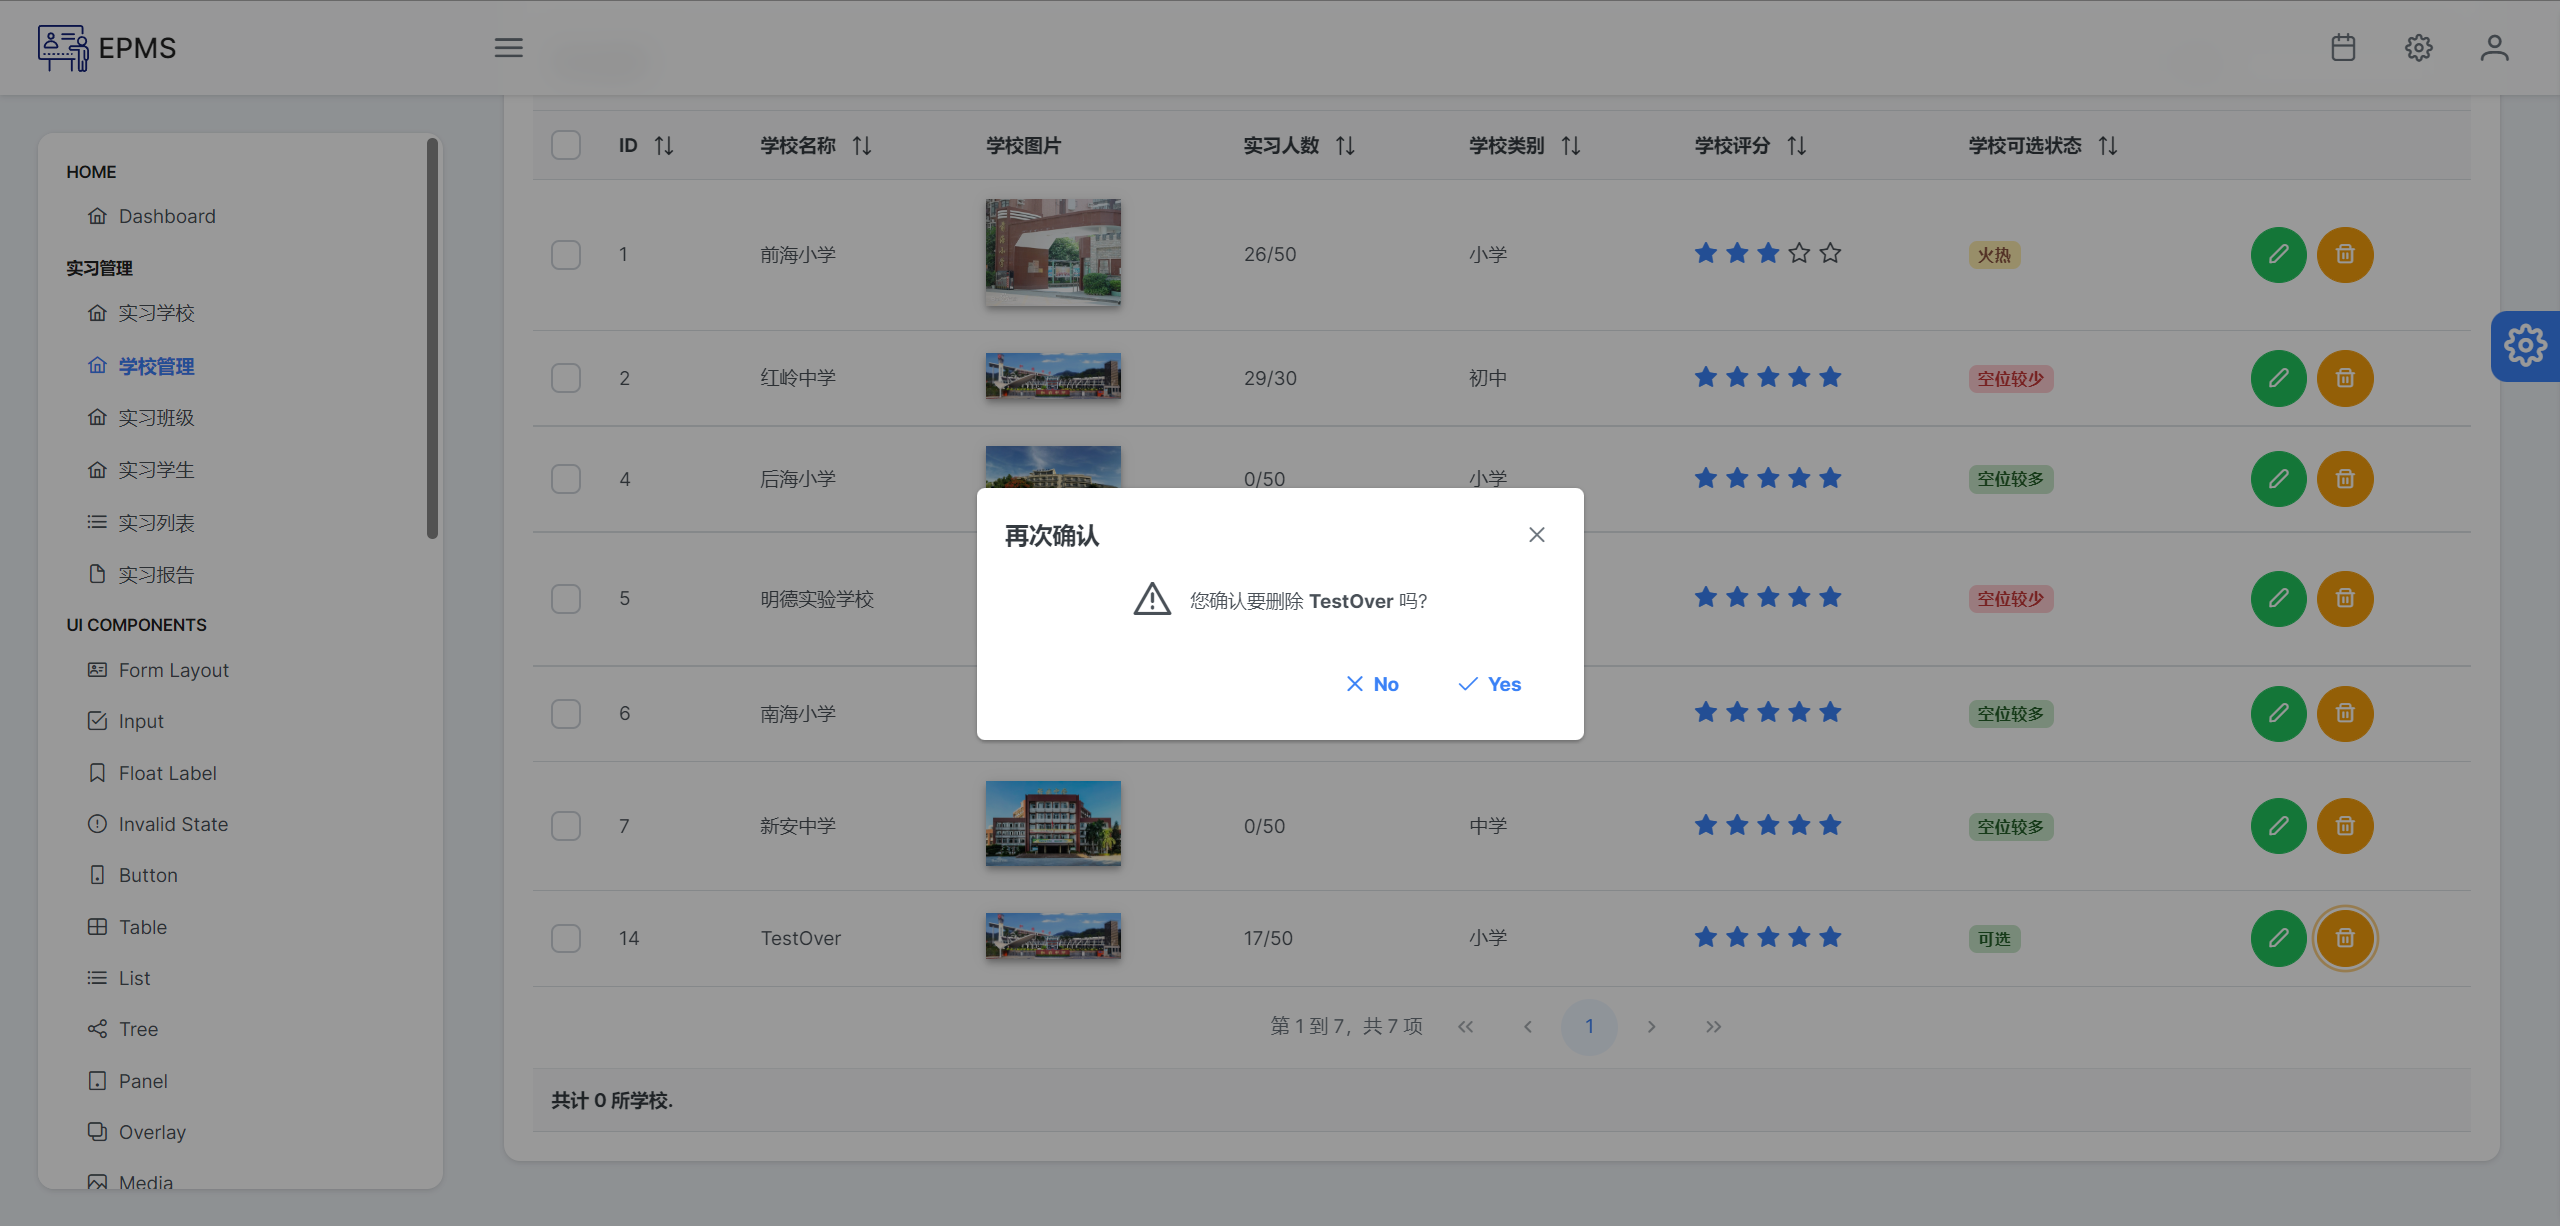 EPMS
HOME
Dashboard
实习管理
实习学校
学校管理
实习班级
实习学生
实习列表
实习报告
UI COMPONENTS
Form Layout
Input
Float Label
Invalid State
Button
Table
List
Tree
Panel
Overlay
Media
ID 学校名称 学校图片 实习人数 学校类别 学校评分 学校可选状态
1 前海小学 26/50 小学 火热
2 红岭中学 29/30 初中 空位较少
4 后海小学 0/50 小学 空位较多
5 明德实验学校 空位较少
6 南海小学 空位较多
7 新安中学 0/50 中学 空位较多
14 TestOver 17/50 小学 可选
第 1 到 7，共 7 项 1
共计 0 所学校.
再次确认
您确认要删除 TestOver 吗?
No Yes